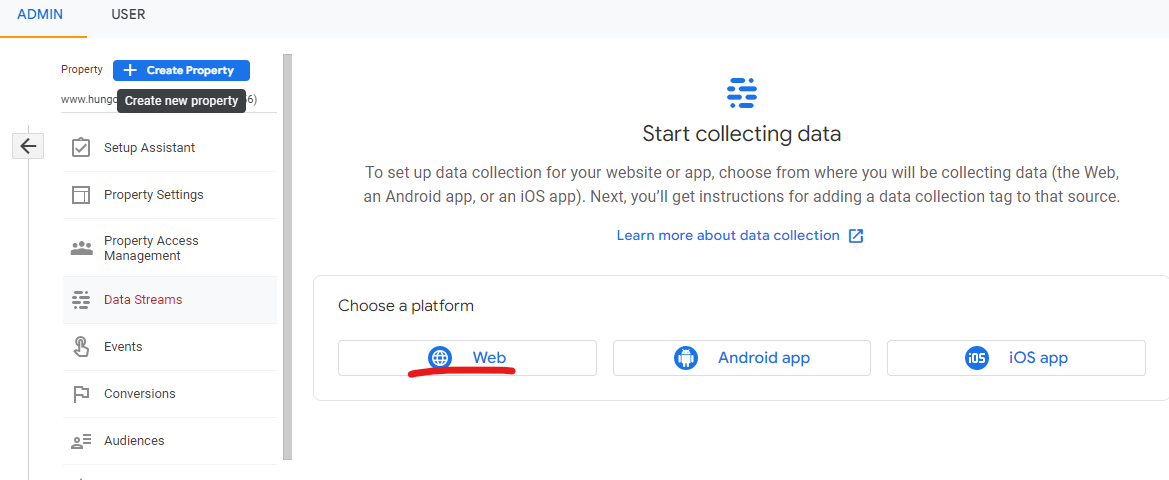 ADMIN USER
Property + Create Property
www.hungo 6)
Create new property
Setup Assistant
Property Settings
Property Access
Management
Data Streams
Events
Conversions
Audiences
Start collecting data
To set up data collection for your website or app, choose from where you will be collecting data (the Web,
an Android app, or an iOS app). Next, you'll get instructions for adding a data collection tag to that source.
Learn more about data collection
Choose a platform
Web
Android app
iOS iOS app